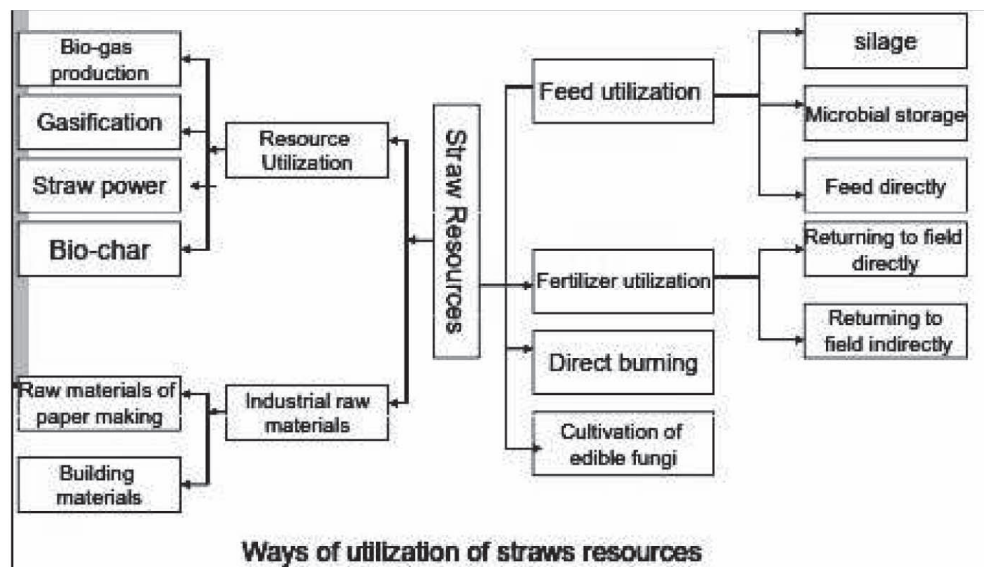 Bio-gas
production
Gasification
Straw power
Bio-char
Resource
Utilization
Raw materials of
paper making
Building
materials
Industrial raw
materials
Straw Resources
Feed utilization
Fertilizer utilization
Direct burning
Cultivation of
edible fungi
silage
Microbial storage
Feed directly
Returning to field
directly
Returning to
field indirectly
Ways of utilization of straws resources